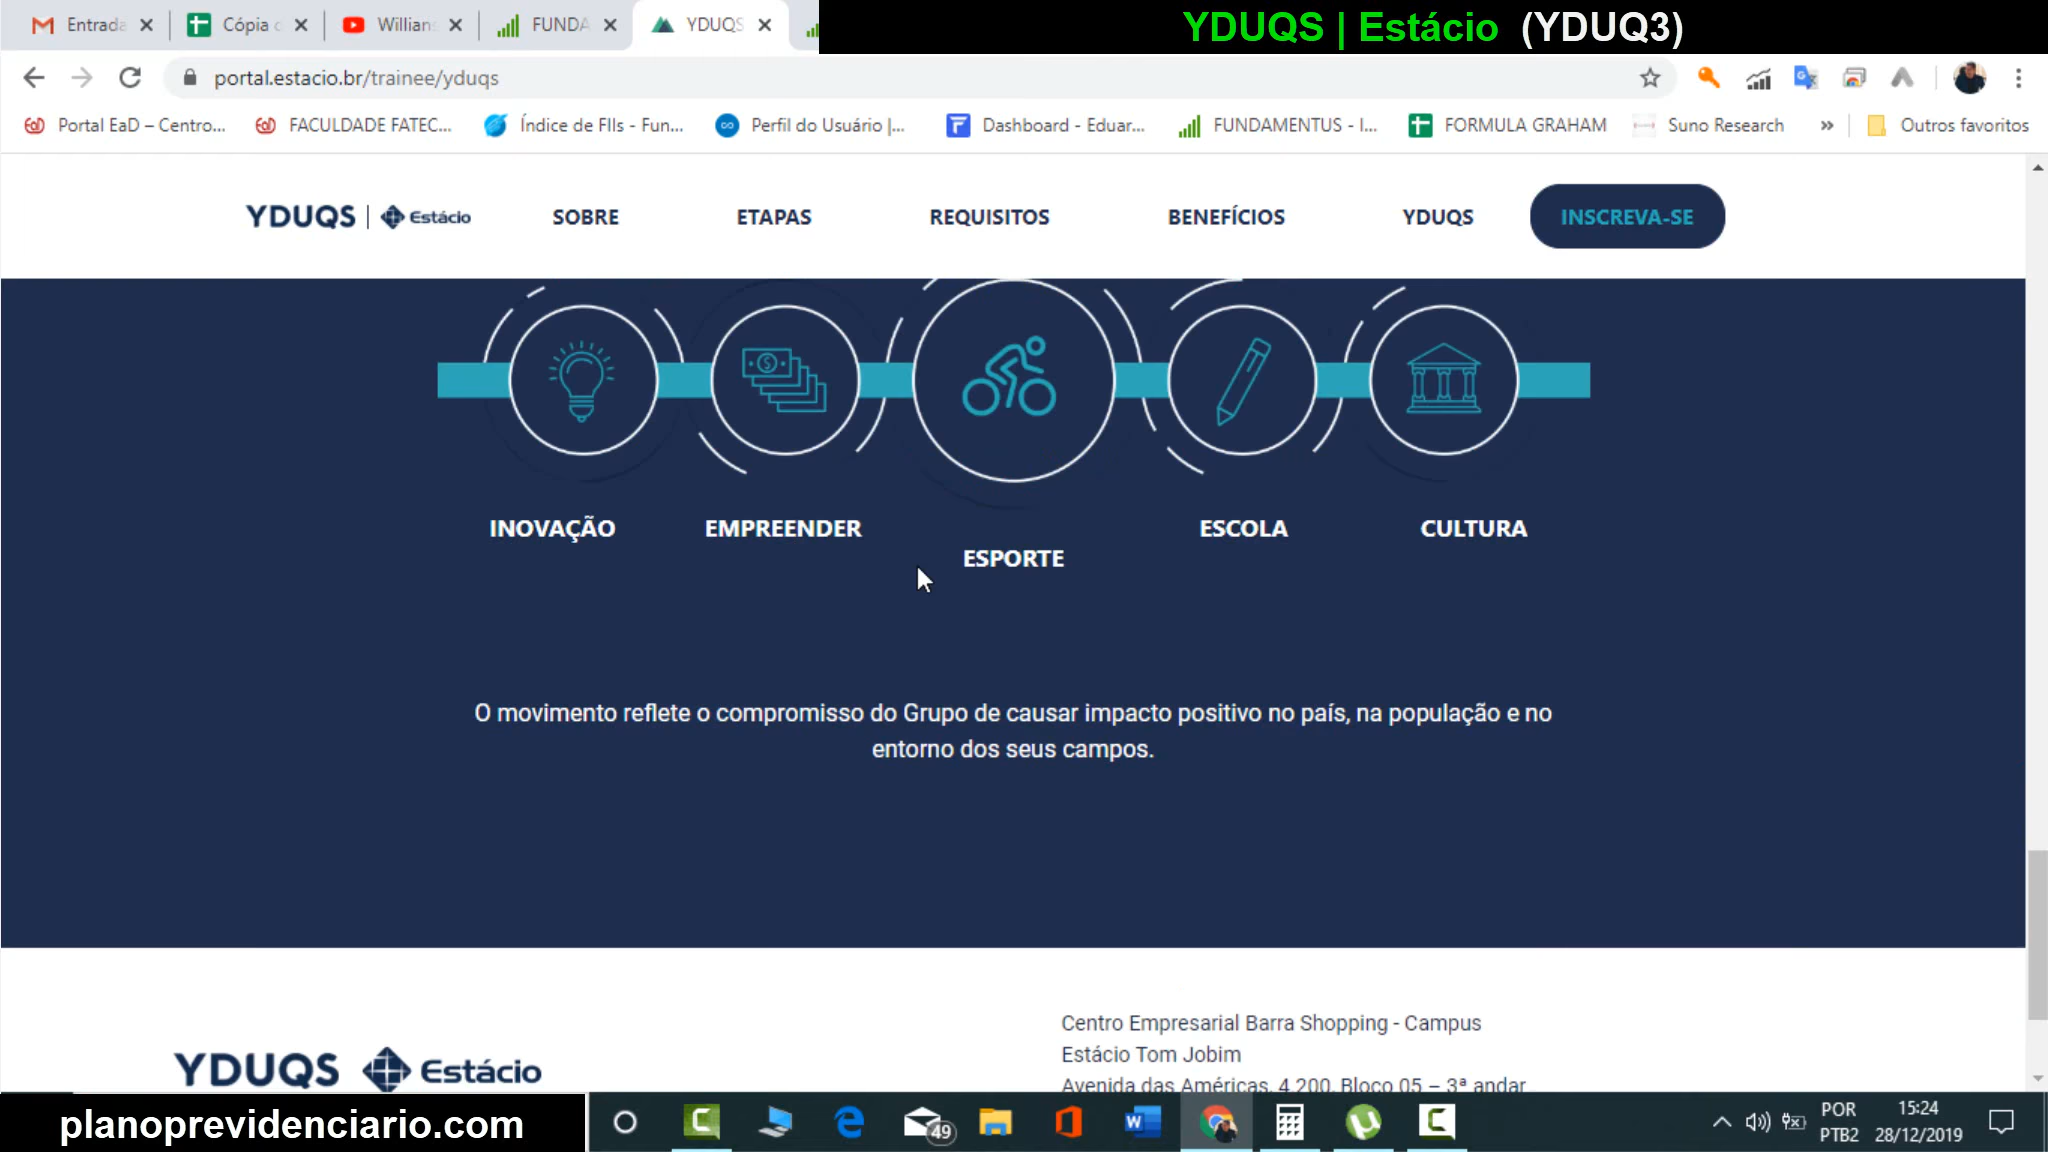 Entrada
Cópia d
Willian
FUNDA
YDUQS
YDUQS | Estácio (YDUQ3)
portal.estacio.br/trainee/yduqs
Portal EaD – Centro...
FACULDADE FATEC...
Índice de FIIs - Fun...
Perfil do Usuário |...
Dashboard - Eduar...
FUNDAMENTUS - I...
FORMULA GRAHAM
Suno Research
»
Outros favoritos
YDUQS | Estácio
SOBRE
ETAPAS
REQUISITOS
BENEFÍCIOS
YDUQS
INSCREVA-SE
INOVAÇÃO
EMPREENDER
ESPORTE
ESCOLA
CULTURA
O movimento reflete o compromisso do Grupo de causar impacto positivo no país, na população e no
entorno dos seus campos.
YDUQS Estácio
Centro Empresarial Barra Shopping - Campus
Estácio Tom Jobim
Avenida das Américas, 4.200, Bloco 05 – 3ª andar
planoprevidenciario.com
49
POR
PTB2
15:24
28/12/2019